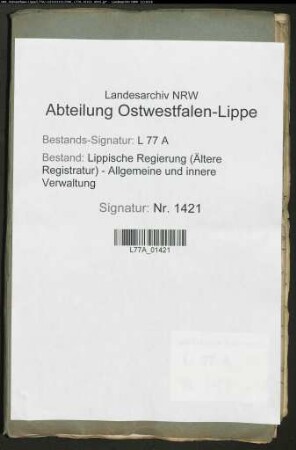 Landesarchiv NRW
Abteilung Ostwestfalen-Lippe
Bestands-Signatur: L 77 A
Bestand: Lippische Regierung (Ältere
Registratur) - Allgemeine und innere
Verwaltung
Signatur: Nr. 1421
L77A_01421